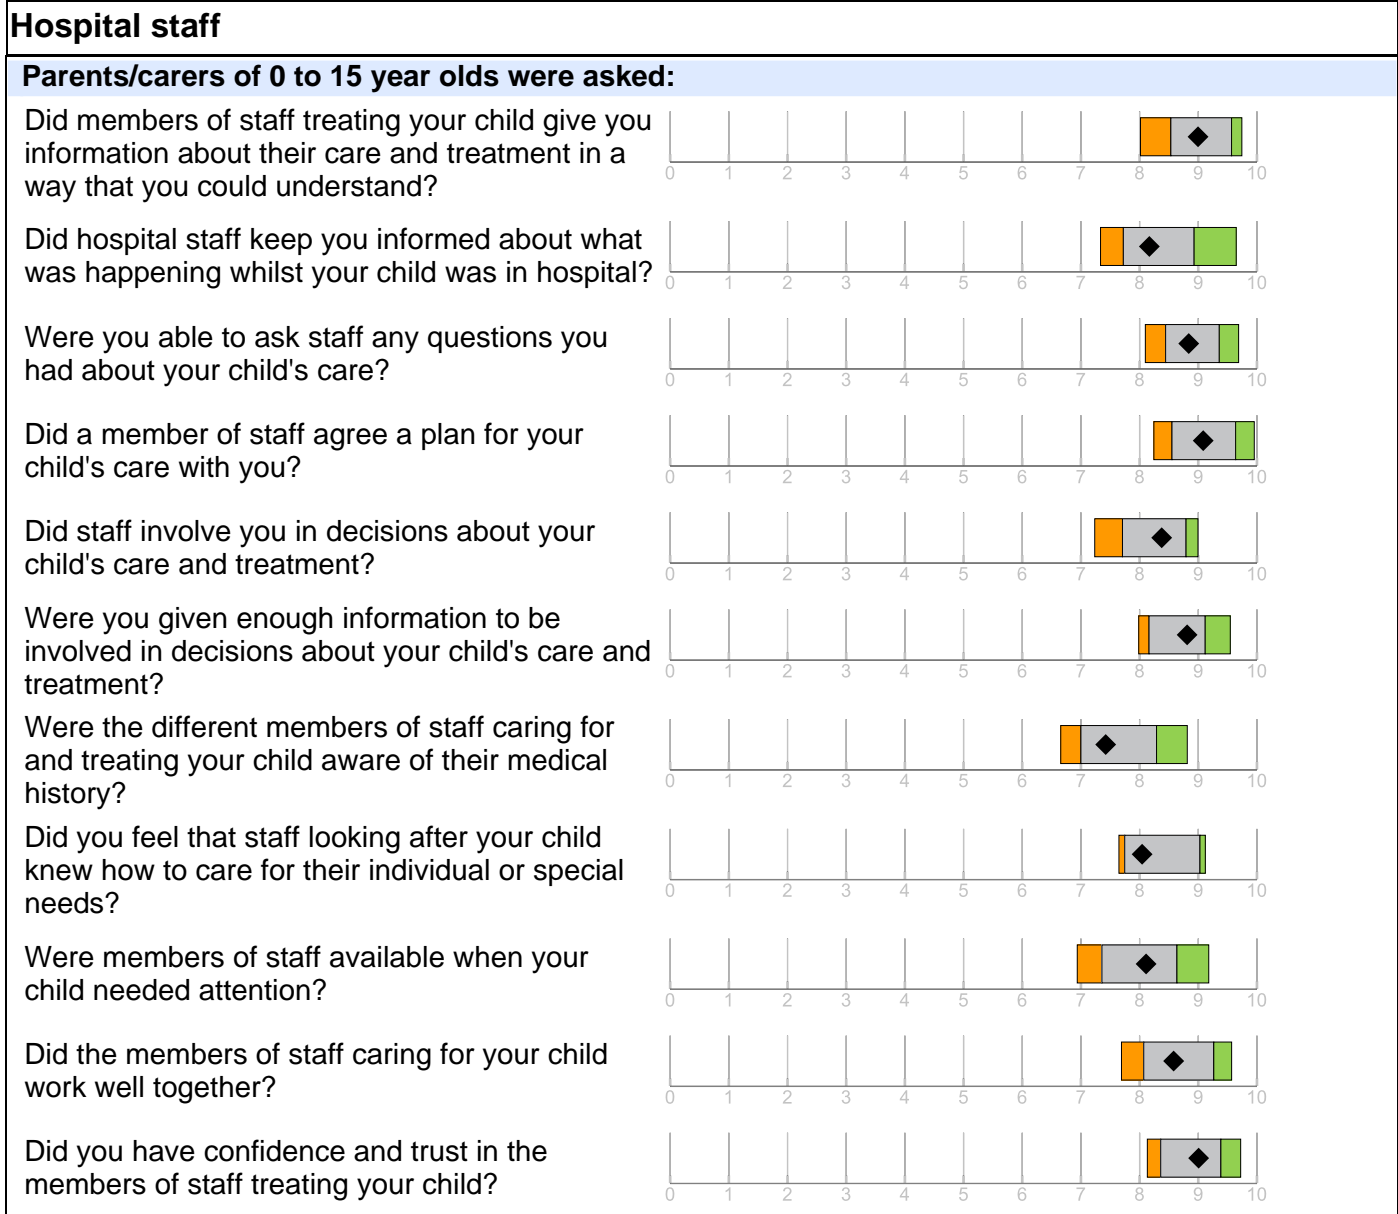 Hospital staff
Parents/carers of 0 to 15 year olds were asked:
Did members of staff treating your child give you
information about their care and treatment in a
way that you could understand?
0 1 2 3 4 5 6 7 8 9 10
Did hospital staff keep you informed about what
was happening whilst your child was in hospital?
0 1 2 3 4 5 6 7 8 9 10
Were you able to ask staff any questions you
had about your child's care?
0 1 2 3 4 5 6 7 8 9 10
Did a member of staff agree a plan for your
child's care with you?
0 1 2 3 4 5 6 7 8 9 10
Did staff involve you in decisions about your
child's care and treatment?
0 1 2 3 4 5 6 7 8 9 10
Were you given enough information to be
involved in decisions about your child's care and
treatment?
0 1 2 3 4 5 6 7 8 9 10
Were the different members of staff caring for
and treating your child aware of their medical
history?
0 1 2 3 4 5 6 7 8 9 10
Did you feel that staff looking after your child
knew how to care for their individual or special
needs?
0 1 2 3 4 5 6 7 8 9 10
Were members of staff available when your
child needed attention?
0 1 2 3 4 5 6 7 8 9 10
Did the members of staff caring for your child
work well together?
0 1 2 3 4 5 6 7 8 9 10
Did you have confidence and trust in the
members of staff treating your child?
0 1 2 3 4 5 6 7 8 9 10